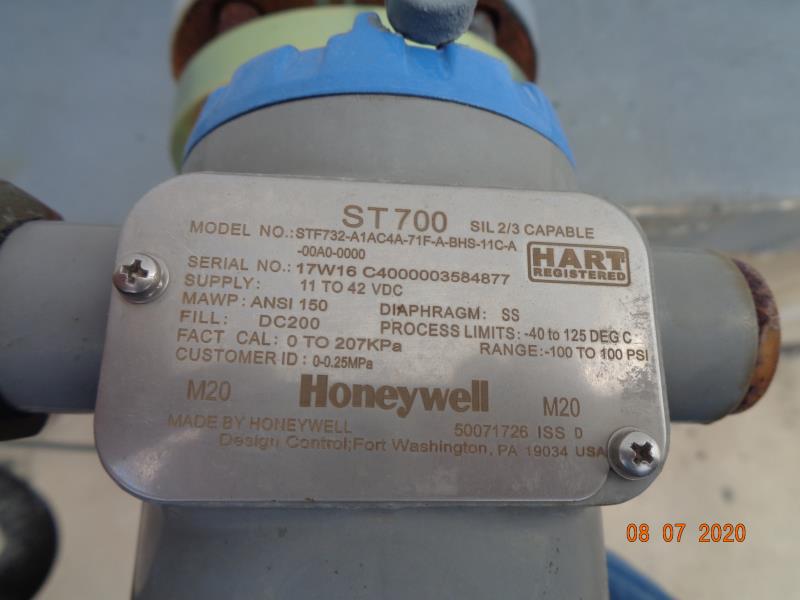 ST 700 SIL 2/3 CAPABLE
MODEL NO.:STF732-A1AC4A-71F-A-BHS-11C-A
-00A0-0000
HART
REGISTERED
SERIAL NO.: 17W16 C4000003584877
SUPPLY: 11 TO 42 VDC
MAWP: ANSI 150 DIAPHRAGM: SS
FILL: DC200 PROCESS LIMITS: -40 to 125 DEG C
FACT CAL: 0 TO 207KPa RANGE: -100 TO 100 PSI
CUSTOMER ID: 0-0.25MPa
M20 Honeywell M20
MADE BY HONEYWELL 50071726 ISS D
Design Control;Fort Washington, PA 19034 USA
08 07 2020